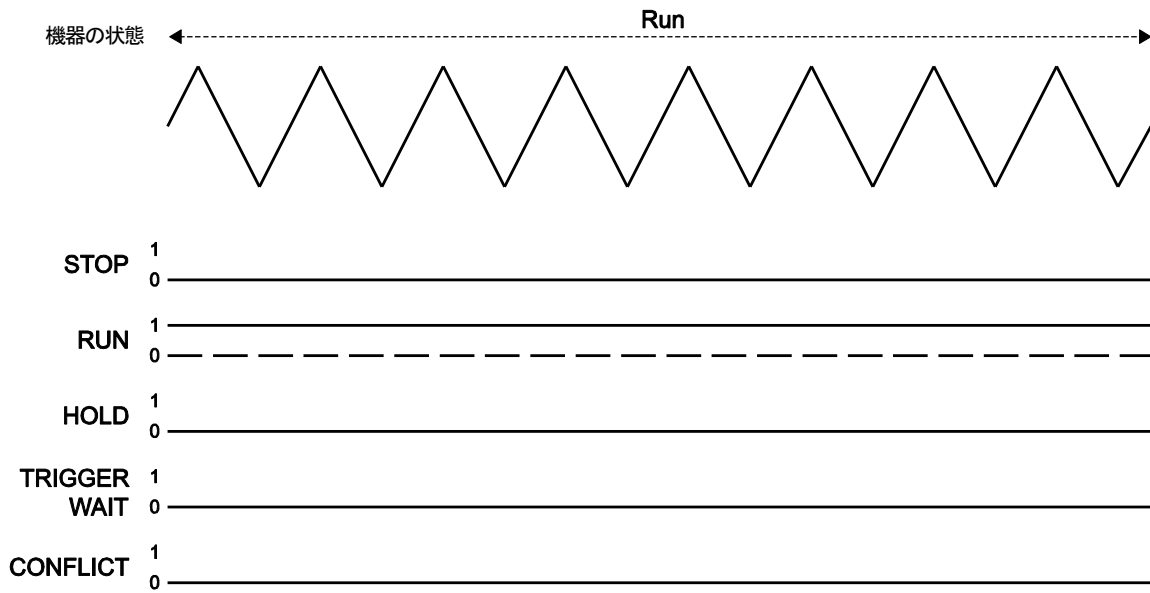 Run
機器の状態
STOP
1
0
RUN
1
0
HOLD
1
0
TRIGGER
WAIT
1
0
CONFLICT
1
0